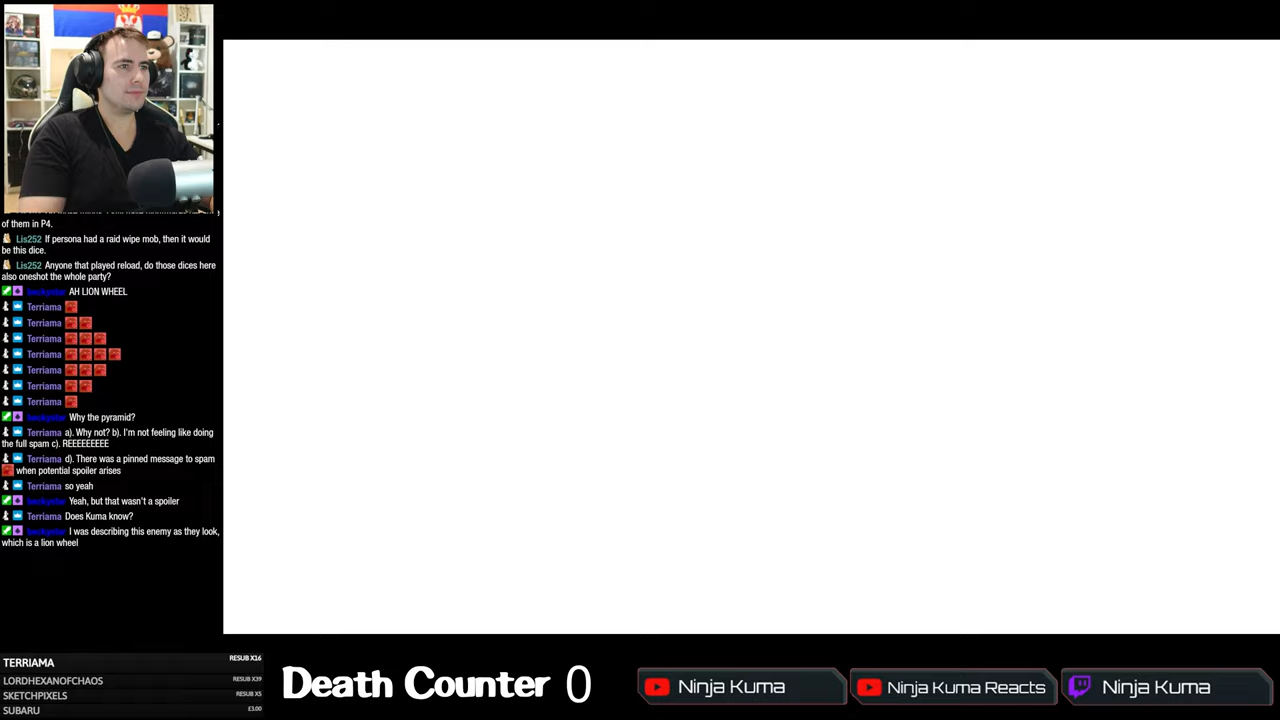 of them in P4.
Lis252 If persona had a raid wipe mob, then it would
be this dice.
Lis252 Anyone that played reload, do those dices here
also oneshot the whole party?
AH LION WHEEL
Terriama
Terriama
Terriama
Terriama
Terriama
Terriama
Terriama
Why the pyramid?
Terriama a). Why not? b). I'm not feeling like doing
the full spam c). REEEEEEEEE
Terriama d). There was a pinned message to spam
when potential spoiler arises
Terriama so yeah
Yeah, but that wasn't a spoiler
Terriama Does Kuma know?
I was describing this enemy as they look,
which is a lion wheel
TERRIAMA RESUB X16
LORDHEXANOFCHAOS RESUB X39
SKETCHPIXELS RESUB X5
SUBARU £3.00
Death Counter 0
Ninja Kuma
Ninja Kuma Reacts
Ninja Kuma